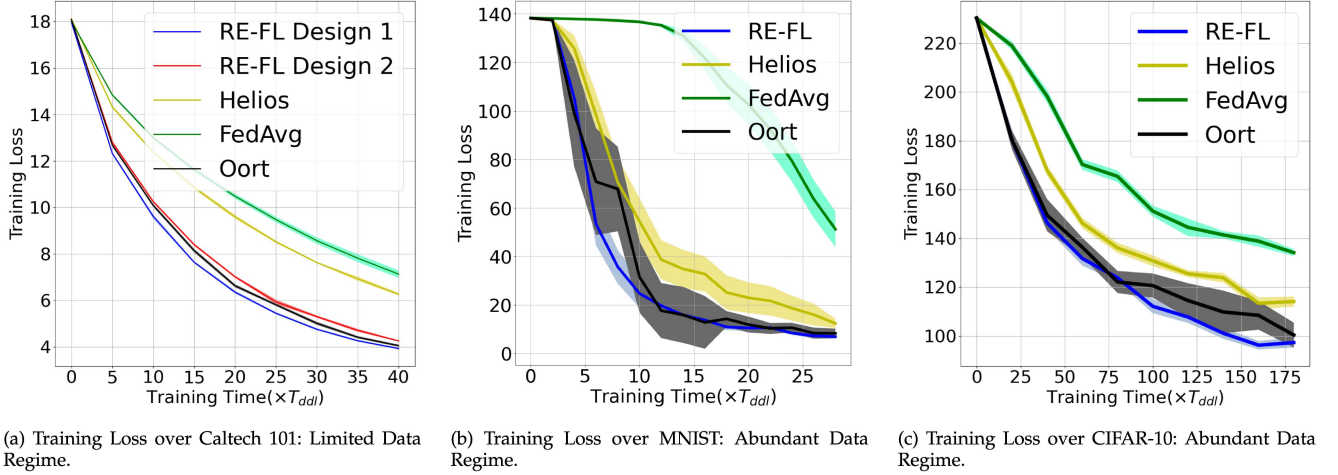 18
16
14
12
10
8
6
4
Training Loss
0 5 10 15 20 25 30 35 40
Training Time(×T_ddl)
RE-FL Design 1
RE-FL Design 2
Helios
FedAvg
Oort
(a) Training Loss over Caltech 101: Limited Data
Regime.
140
120
100
80
60
40
20
0
Training Loss
0 5 10 15 20 25
Training Time(×T_ddl)
RE-FL
Helios
FedAvg
Oort
(b) Training Loss over MNIST: Abundant Data
Regime.
220
200
180
160
140
120
100
Training Loss
0 25 50 75 100 125 150 175
Training Time(×T_ddl)
RE-FL
Helios
FedAvg
Oort
(c) Training Loss over CIFAR-10: Abundant Data
Regime.